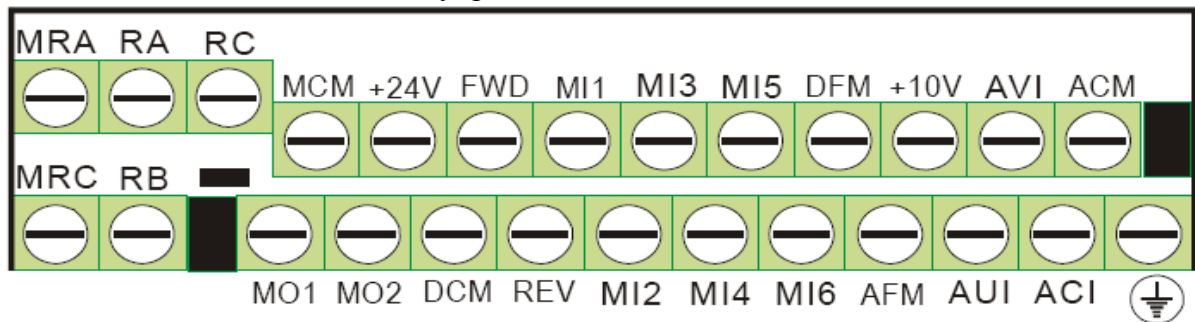 MRA RA RC
MCM +24V FWD MI1 MI3 MI5 DFM +10V AVI ACM
MRC RB
MO1 MO2 DCM REV MI2 MI4 MI6 AFM AUI ACI